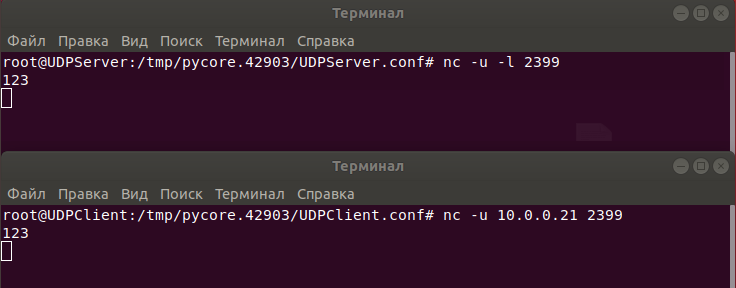 Терминал
Файл Правка Вид Поиск Терминал Справка
root@UDPServer:/tmp/pycore.42903/UDPServer.conf# nc -u -l 2399
123
Терминал
Файл Правка Вид Поиск Терминал Справка
root@UDPClient:/tmp/pycore.42903/UDPClient.conf# nc -u 10.0.0.21 2399
123